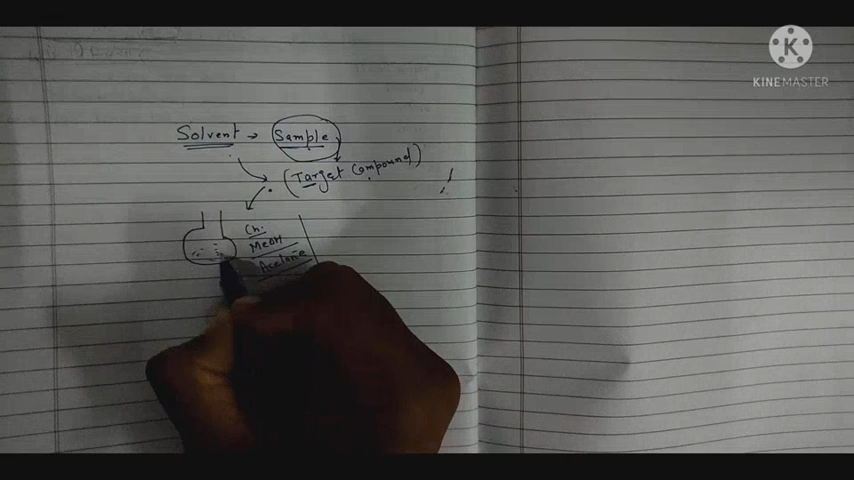 Solvent → Sample
(Target Compound)
Ch.
MeOH
Acetone
K
KINEMASTER